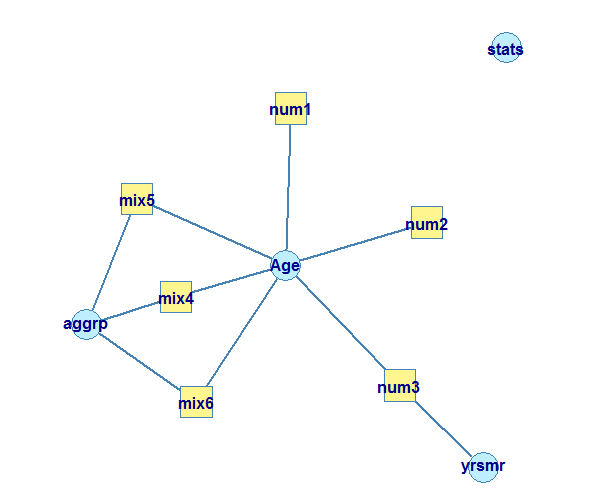 stats
num1
mix5
num2
Age
mix4
aggrp
num3
mix6
yrsmr